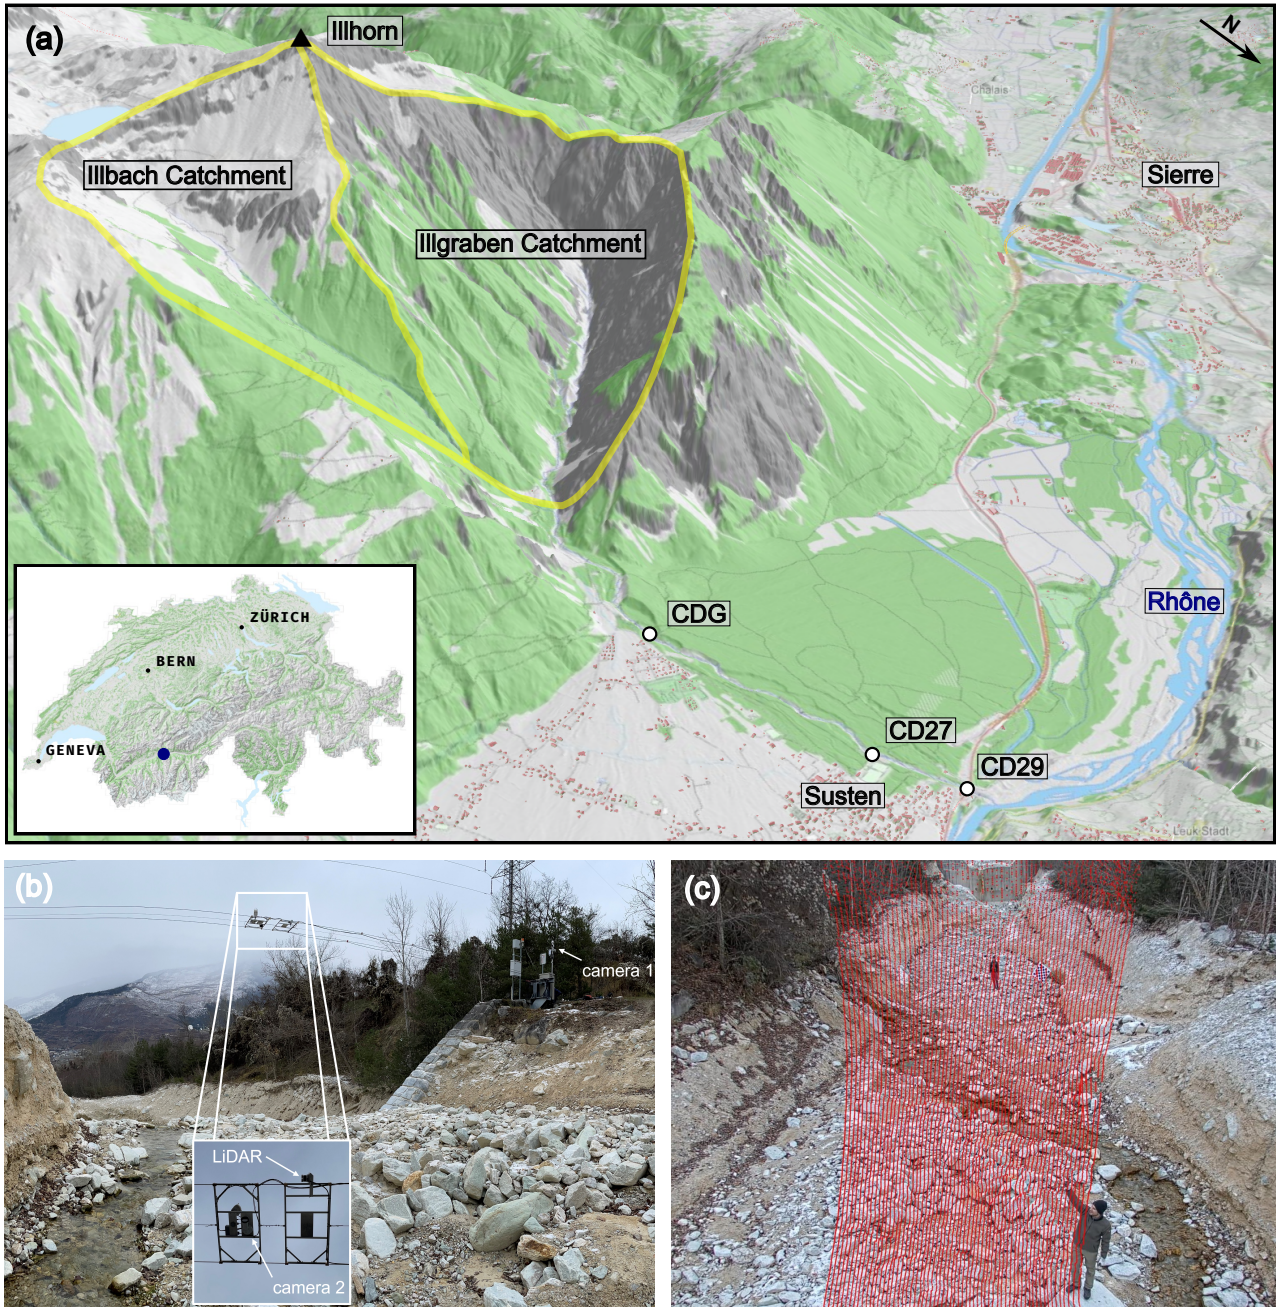 (a)
Illhorn
N
Chalais
Illbach Catchment
Sierre
Illgraben Catchment
Rhône
CDG
ZÜRICH
BERN
GENEVA
CD27
CD29
Susten
Leuk Stadt
(b)
camera 1
LiDAR
camera 2
(c)